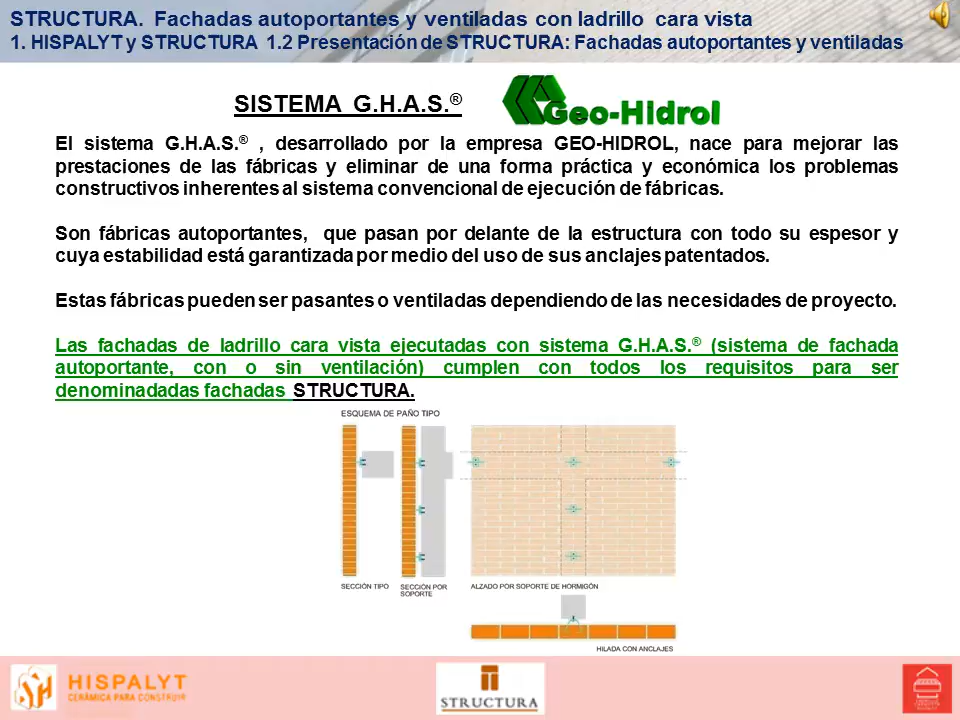 STRUCTURA. Fachadas autoportantes y ventiladas con ladrillo cara vista
1. HISPALYT y STRUCTURA 1.2 Presentación de STRUCTURA: Fachadas autoportantes y ventiladas
SISTEMA G.H.A.S.®
Geo-Hidrol
El sistema G.H.A.S.® , desarrollado por la empresa GEO-HIDROL, nace para mejorar las
prestaciones de las fábricas y eliminar de una forma práctica y económica los problemas
constructivos inherentes al sistema convencional de ejecución de fábricas.
Son fábricas autoportantes, que pasan por delante de la estructura con todo su espesor y
cuya estabilidad está garantizada por medio del uso de sus anclajes patentados.
Estas fábricas pueden ser pasantes o ventiladas dependiendo de las necesidades de proyecto.
Las fachadas de ladrillo cara vista ejecutadas con sistema G.H.A.S.® (sistema de fachada
autoportante, con o sin ventilación) cumplen con todos los requisitos para ser
denominadadas fachadas STRUCTURA.
ESQUEMA DE PAÑO TIPO
SECCIÓN TIPO
SECCIÓN POR
SOPORTE
ALZADO POR SOPORTE DE HORMIGÓN
HILADA CON ANCLAJES
HISPALYT
CERÁMICA PARA CONSTRUIR
STRUCTURA